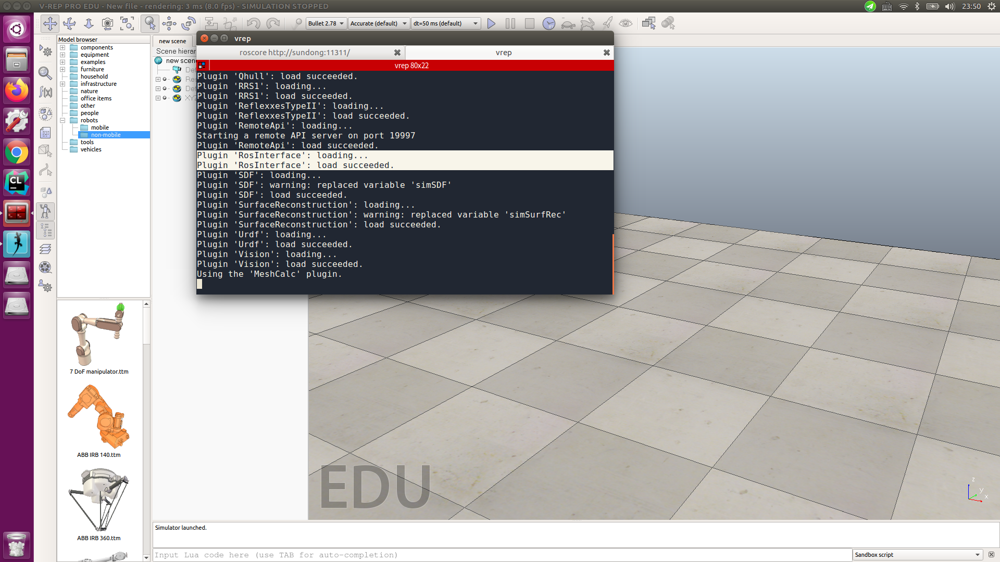 V-REP PRO EDU - New file - rendering: 3 ms (8.0 fps) - SIMULATION STOPPED
23:50
Bullet 2.78
Accurate (default)
dt=50 ms (default)
Model browser
components
equipment
examples
furniture
household
infrastructure
nature
office items
other
people
robots
mobile
non-mobile
tools
vehicles
7 DoF manipulator.ttm
ABB IRB 140.ttm
ABB IRB 360.ttm
new scene
Scene hierar
new scene
Def
Res
Def
XYZ
vrep
roscore http://sundong:11311/
vrep
vrep 80x22
Plugin 'Qhull': load succeeded.
Plugin 'RRS1': loading...
Plugin 'RRS1': load succeeded.
Plugin 'ReflexxesTypeII': loading...
Plugin 'ReflexxesTypeII': load succeeded.
Plugin 'RemoteApi': loading...
Starting a remote API server on port 19997
Plugin 'RemoteApi': load succeeded.
Plugin 'RosInterface': loading...
Plugin 'RosInterface': load succeeded.
Plugin 'SDF': loading...
Plugin 'SDF': warning: replaced variable 'simSDF'
Plugin 'SDF': load succeeded.
Plugin 'SurfaceReconstruction': loading...
Plugin 'SurfaceReconstruction': warning: replaced variable 'simSurfRec'
Plugin 'SurfaceReconstruction': load succeeded.
Plugin 'Urdf': loading...
Plugin 'Urdf': load succeeded.
Plugin 'Vision': loading...
Plugin 'Vision': load succeeded.
Using the 'MeshCalc' plugin.
f(x)
CL
RT
EDU
z
y
x
Simulator launched.
Input Lua code here (use TAB for auto-completion)
Sandbox script